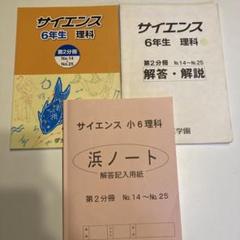 サイエンス
6年生 理科
第2分冊
No.14
No.25
サイエンス
6年生 理科
第2分冊 No.14〜No.25
解答・解説
学園
サイエンス 小6理科
浜ノート
解答記入用紙
第2分冊 No.14〜No.25